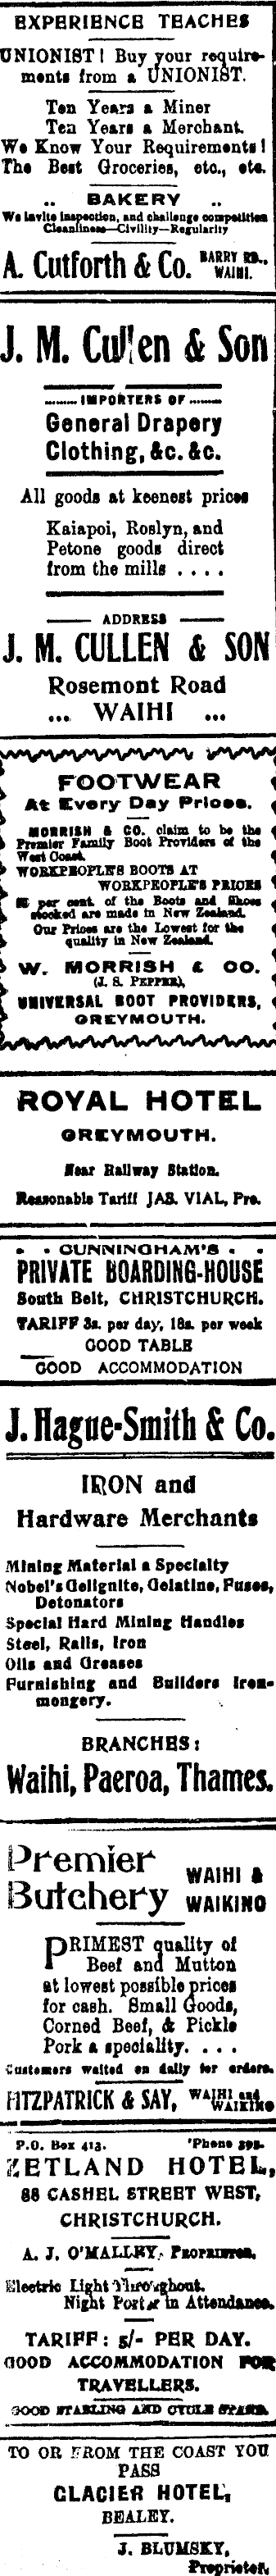 EXPERIENCE TEACHES
UNIONIST! Buy your require-
ments from a UNIONIST.
Ten Years a Miner
Ten Years a Merchant.
We Know Your Requirements!
The Best Groceries, etc., etc.
.. BAKERY ..
We invite inspection, and challenge competition
Cleanliness—Civility—Regularity
A. Cutforth & Co. BARRY RD.,
WAIHI.
J. M. Cullen & Son
IMPORTERS OF
General Drapery
Clothing, &c. &c.
All goods at keenest prices
Kaiapoi, Roslyn, and
Petone goods direct
from the mills . . . .
ADDRESS
J. M. CULLEN & SON
Rosemont Road
... WAIHI ...
FOOTWEAR
At Every Day Prices.
MORRISH & CO. claim to be the
Premier Family Boot Providers of the
West Coast.
WORKPEOPLE'S BOOTS AT
WORKPEOPLE'S PRICES
per cent. of the Boots and Shoes
stocked are made in New Zealand.
Our Prices are the Lowest for the
quality in New Zealand.
W. MORRISH & CO.
(J. S. PEPPER),
UNIVERSAL BOOT PROVIDERS,
GREYMOUTH.
ROYAL HOTEL
GREYMOUTH.
Near Railway Station.
Reasonable Tariff JAS. VIAL, Pro.
• • CUNNINGHAM'S • •
PRIVATE BOARDING-HOUSE
South Belt, CHRISTCHURCH.
TARIFF 3s. per day, 18s. per week
GOOD TABLE
GOOD ACCOMMODATION
J. Hague-Smith & Co.
IRON and
Hardware Merchants
Mining Material a Specialty
Nobel's Gelignite, Gelatine, Fuses,
Detonators
Special Hard Mining Handles
Steel, Rails, Iron
Oils and Greases
Furnishing and Builders Iron-
mongery.
BRANCHES:
Waihi, Paeroa, Thames.
Premier
Butchery WAIHI &
WAIKINO
PRIMEST quality of
Beef and Mutton
at lowest possible prices
for cash. Small Goods,
Corned Beef, & Pickle
Pork a speciality. . . .
Customers waited on daily for orders.
FITZPATRICK & SAY, WAIHI and
WAIKINO
P.O. Box 413. 'Phone
ZETLAND HOTEL,
88 CASHEL STREET WEST,
CHRISTCHURCH.
A. J. O'MALLEY, PROPRIETOR.
Electric Light Throughout.
Night Porter in Attendance.
TARIFF: 5/- PER DAY.
GOOD ACCOMMODATION FOR
TRAVELLERS.
GOOD STABLING AND CYCLE
TO OR FROM THE COAST YOU
PASS
GLACIER HOTEL,
BEALEY.
J. BLUMSKY,
Proprietor.